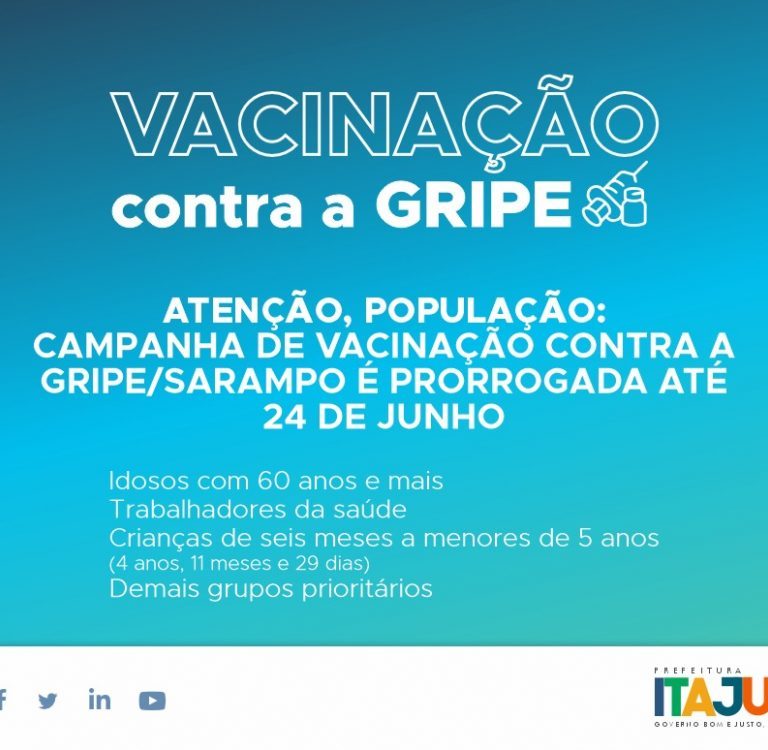 VACINAÇÃO
contra a GRIPE
ATENÇÃO, POPULAÇÃO:
CAMPANHA DE VACINAÇÃO CONTRA A
GRIPE/SARAMPO É PRORROGADA ATÉ
24 DE JUNHO
Idosos com 60 anos e mais
Trabalhadores da saúde
Crianças de seis meses a menores de 5 anos
(4 anos, 11 meses e 29 dias)
Demais grupos prioritários
PREFEITURA
ITAJU
GOVERNO BOM E JUSTO,